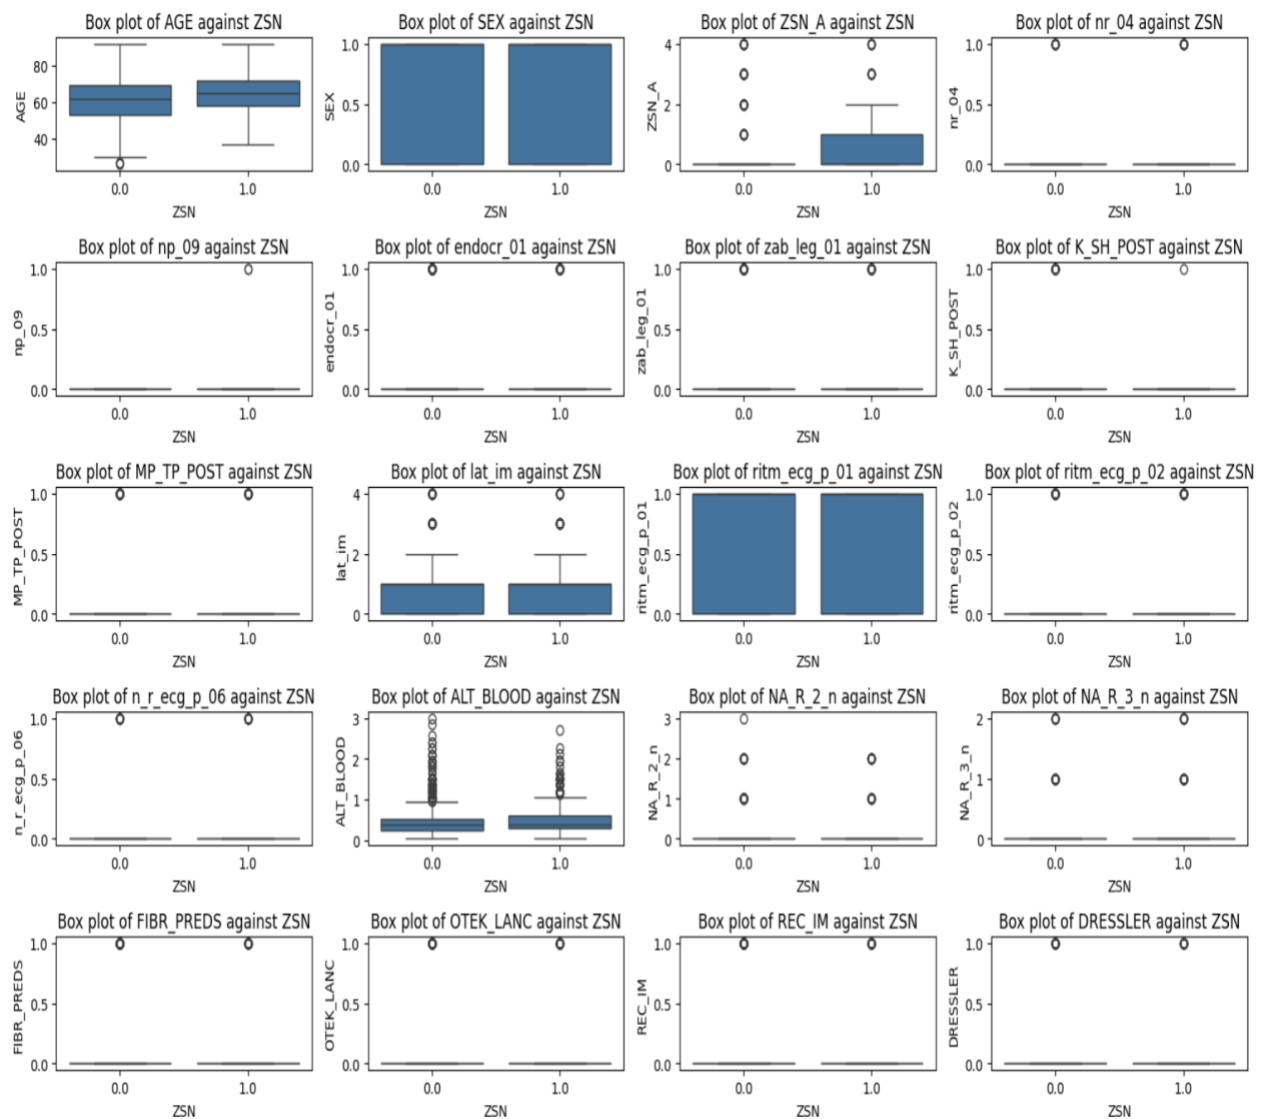 Box plot of AGE against ZSN
80
60
40
AGE
0.0 1.0
ZSN
Box plot of SEX against ZSN
1.0
0.5
0.0
SEX
0.0 1.0
ZSN
Box plot of ZSN_A against ZSN
4
2
0
ZSN_A
0.0 1.0
ZSN
Box plot of nr_04 against ZSN
1.0
0.5
0.0
nr_04
0.0 1.0
ZSN
Box plot of np_09 against ZSN
1.0
0.5
0.0
np_09
0.0 1.0
ZSN
Box plot of endocr_01 against ZSN
1.0
0.5
0.0
endocr_01
0.0 1.0
ZSN
Box plot of zab_leg_01 against ZSN
1.0
0.5
0.0
zab_leg_01
0.0 1.0
ZSN
Box plot of K_SH_POST against ZSN
1.0
0.5
0.0
K_SH_POST
0.0 1.0
ZSN
Box plot of MP_TP_POST against ZSN
1.0
0.5
0.0
MP_TP_POST
0.0 1.0
ZSN
Box plot of lat_im against ZSN
4
2
0
lat_im
0.0 1.0
ZSN
Box plot of ritm_ecg_p_01 against ZSN
1.0
0.5
0.0
ritm_ecg_p_01
0.0 1.0
ZSN
Box plot of ritm_ecg_p_02 against ZSN
1.0
0.5
0.0
ritm_ecg_p_02
0.0 1.0
ZSN
Box plot of n_r_ecg_p_06 against ZSN
1.0
0.5
0.0
n_r_ecg_p_06
0.0 1.0
ZSN
Box plot of ALT_BLOOD against ZSN
3
2
1
0
ALT_BLOOD
0.0 1.0
ZSN
Box plot of NA_R_2_n against ZSN
3
2
1
0
NA_R_2_n
0.0 1.0
ZSN
Box plot of NA_R_3_n against ZSN
2
1
0
NA_R_3_n
0.0 1.0
ZSN
Box plot of FIBR_PREDS against ZSN
1.0
0.5
0.0
FIBR_PREDS
0.0 1.0
ZSN
Box plot of OTEK_LANC against ZSN
1.0
0.5
0.0
OTEK_LANC
0.0 1.0
ZSN
Box plot of REC_IM against ZSN
1.0
0.5
0.0
REC_IM
0.0 1.0
ZSN
Box plot of DRESSLER against ZSN
1.0
0.5
0.0
DRESSLER
0.0 1.0
ZSN